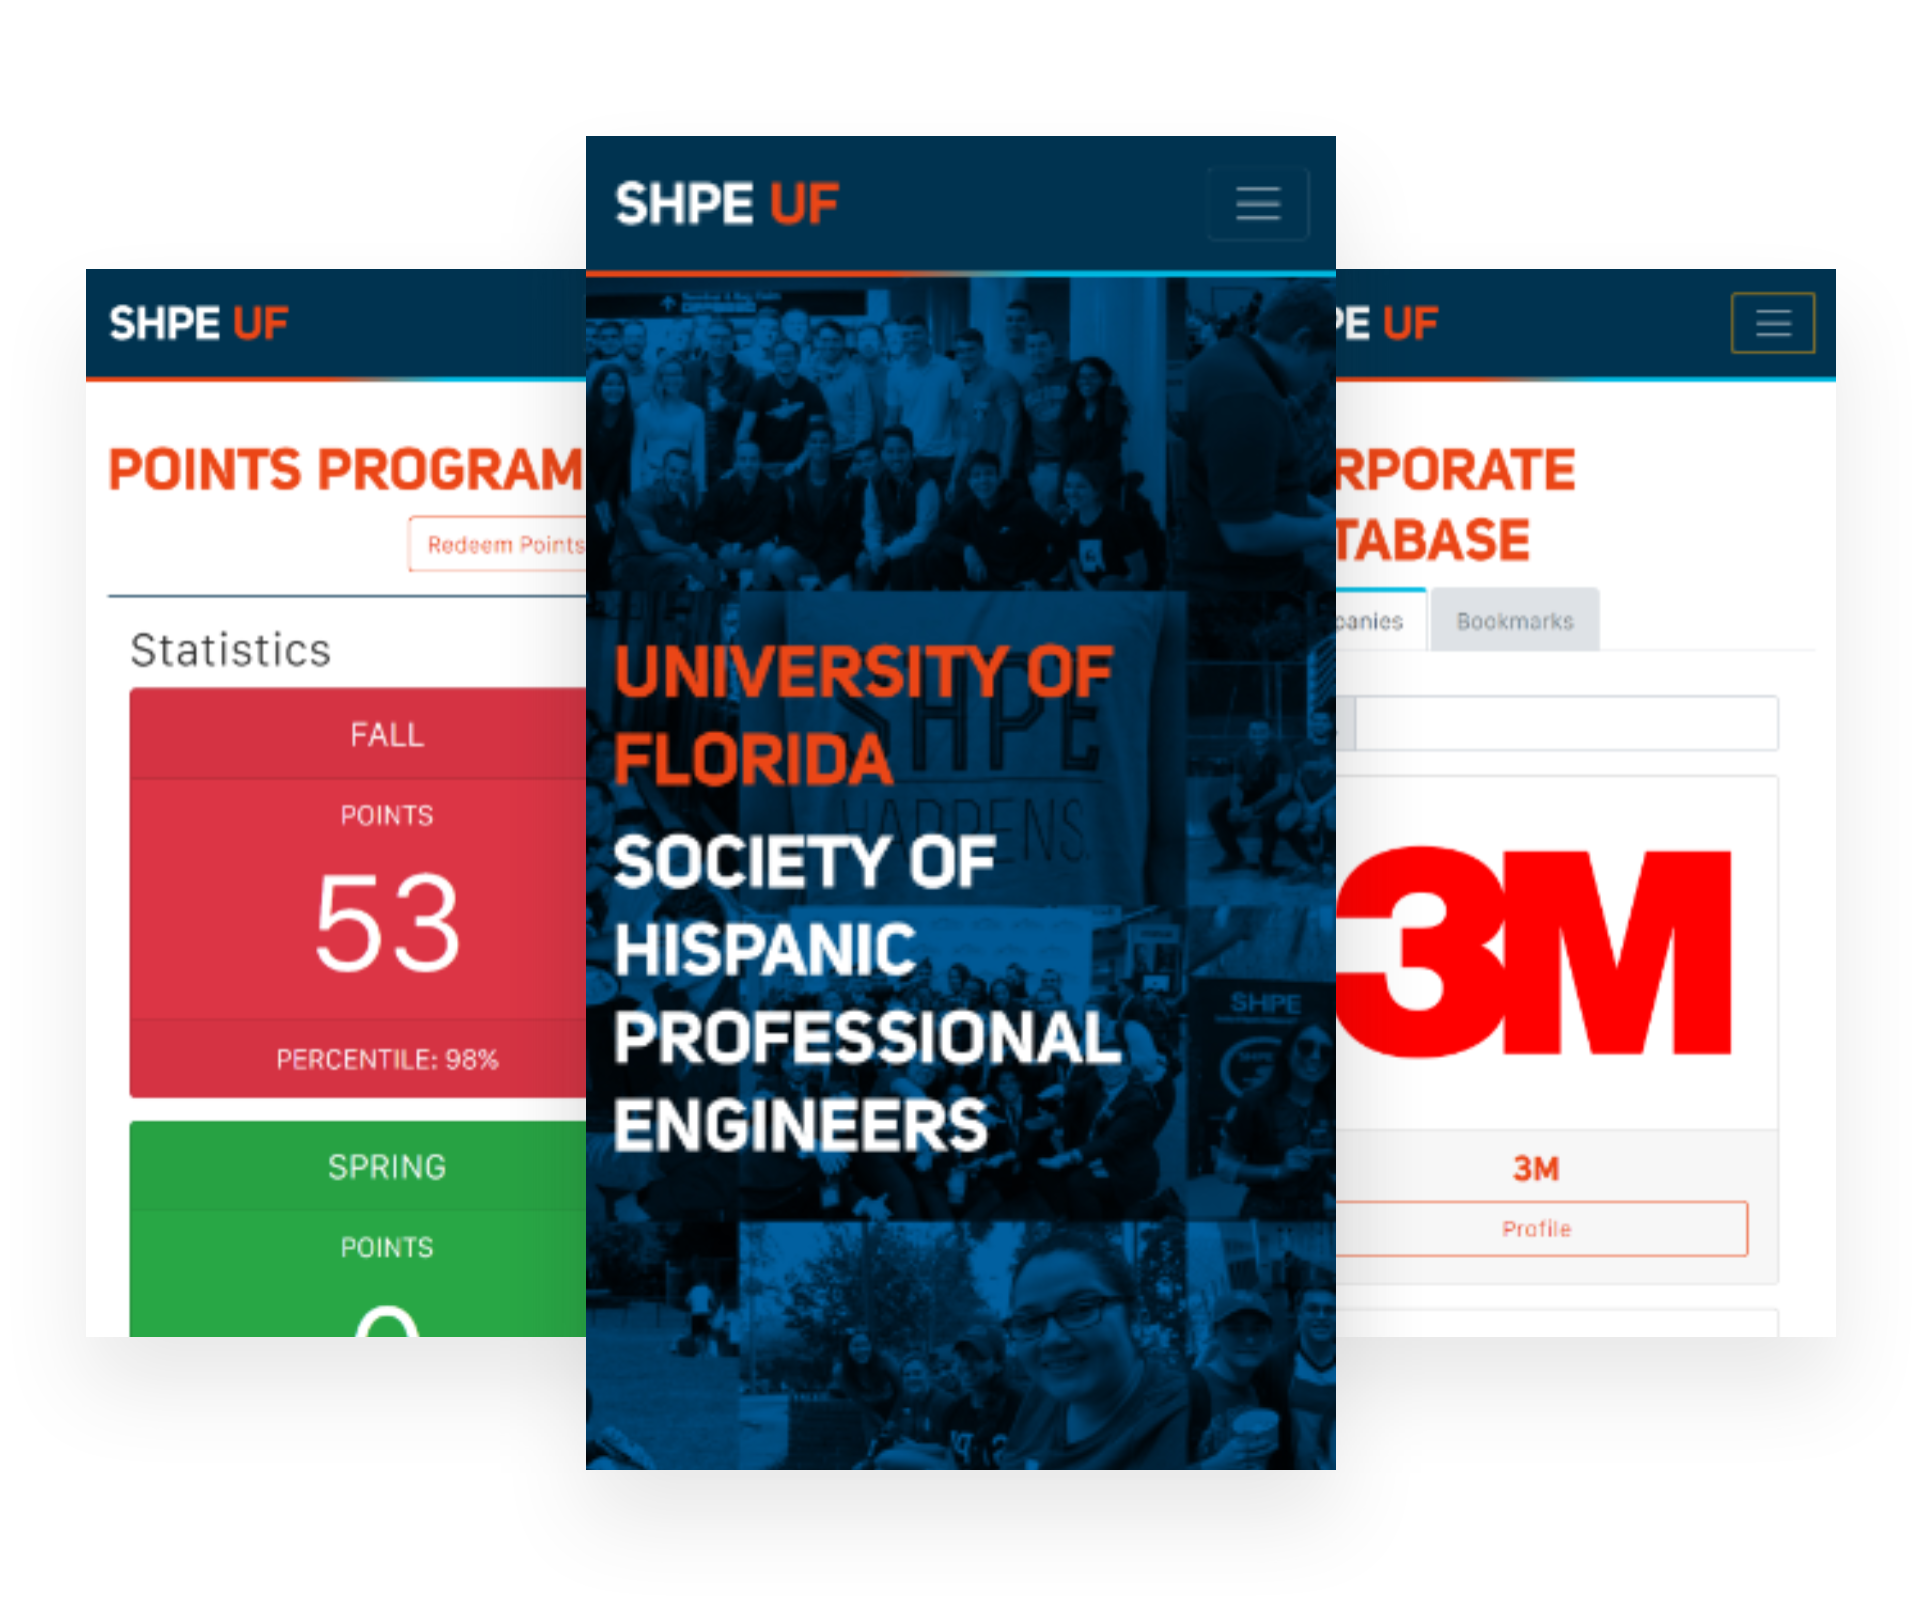 SHPE UF
POINTS PROGRAM
Redeem Points
Statistics
FALL
POINTS
53
PERCENTILE: 98%
SPRING
POINTS
SHPE UF
UNIVERSITY OF
FLORIDA
SOCIETY OF
HISPANIC
PROFESSIONAL
ENGINEERS
SHPE
HAPPENS
SHPE
PE UF
RPORATE
TABASE
panies
Bookmarks
3M
3M
Profile